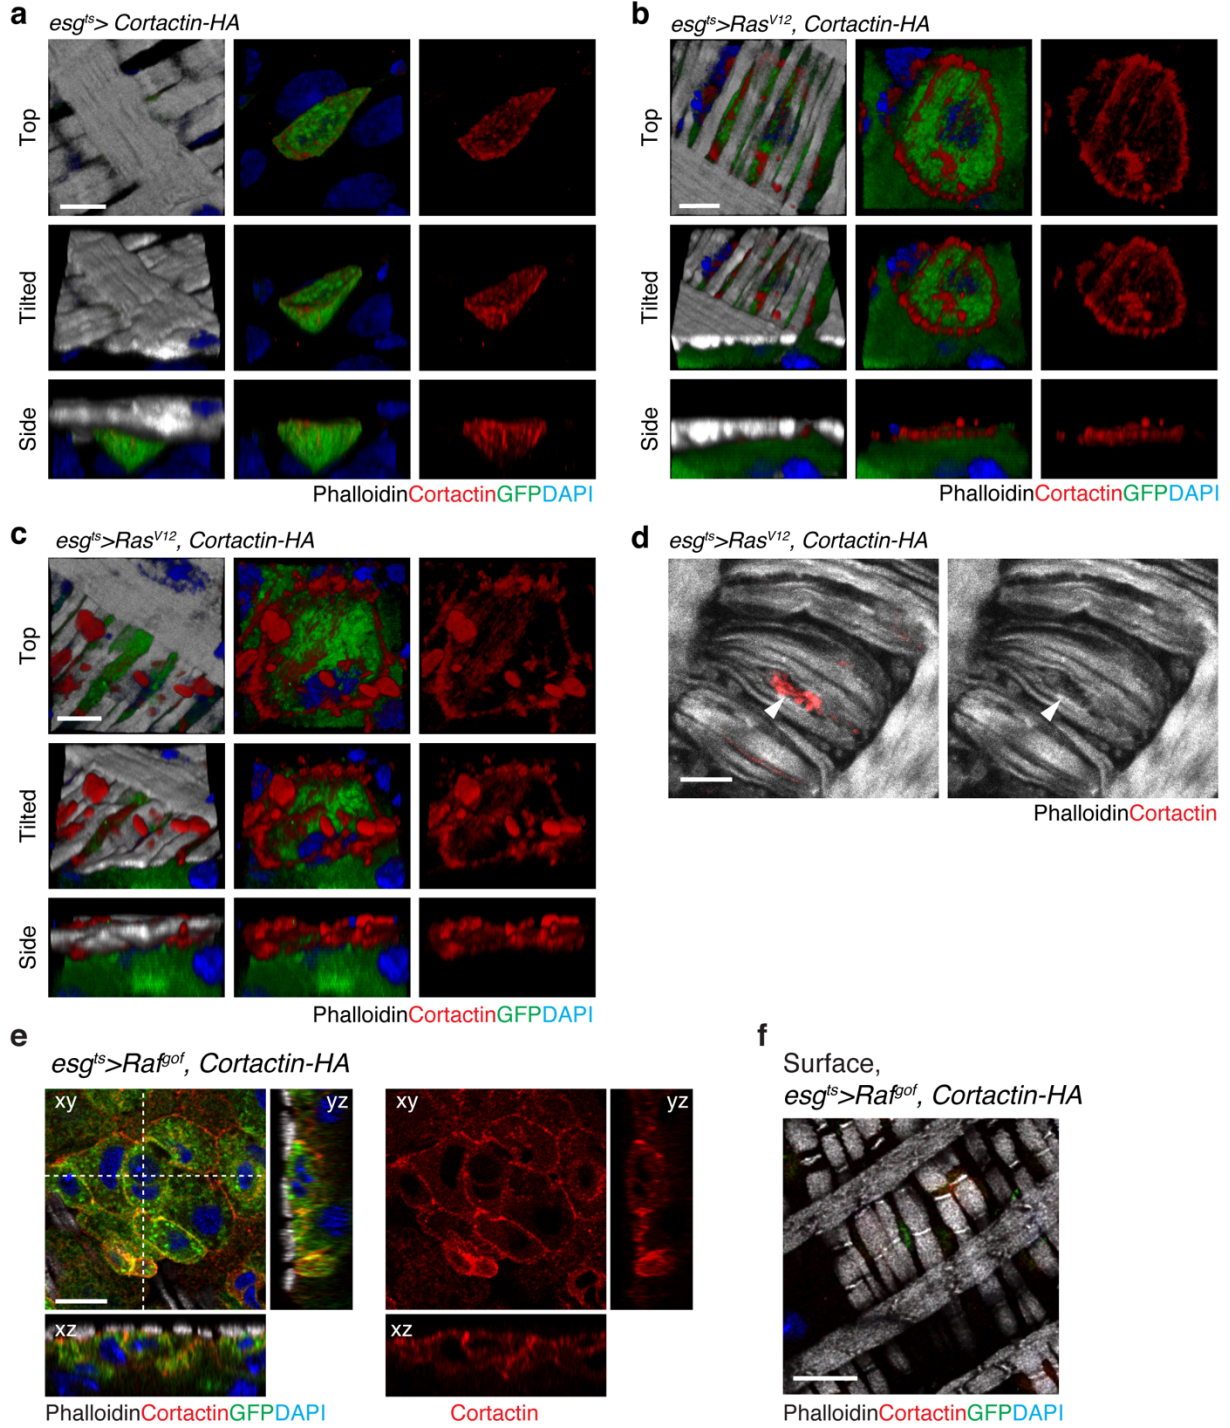 a
esg^ts> Cortactin-HA
Top
Tilted
Side
PhalloidinCortactinGFPDAPI
b
esg^ts>Ras^V12, Cortactin-HA
Top
Tilted
Side
PhalloidinCortactinGFPDAPI
c
esg^ts>Ras^V12, Cortactin-HA
Top
Tilted
Side
PhalloidinCortactinGFPDAPI
d
esg^ts>Ras^V12, Cortactin-HA
PhalloidinCortactin
e
esg^ts>Raf^gof, Cortactin-HA
xy
yz
xz
PhalloidinCortactinGFPDAPI
xy
yz
xz
Cortactin
f
Surface,
esg^ts>Raf^gof, Cortactin-HA
PhalloidinCortactinGFPDAPI